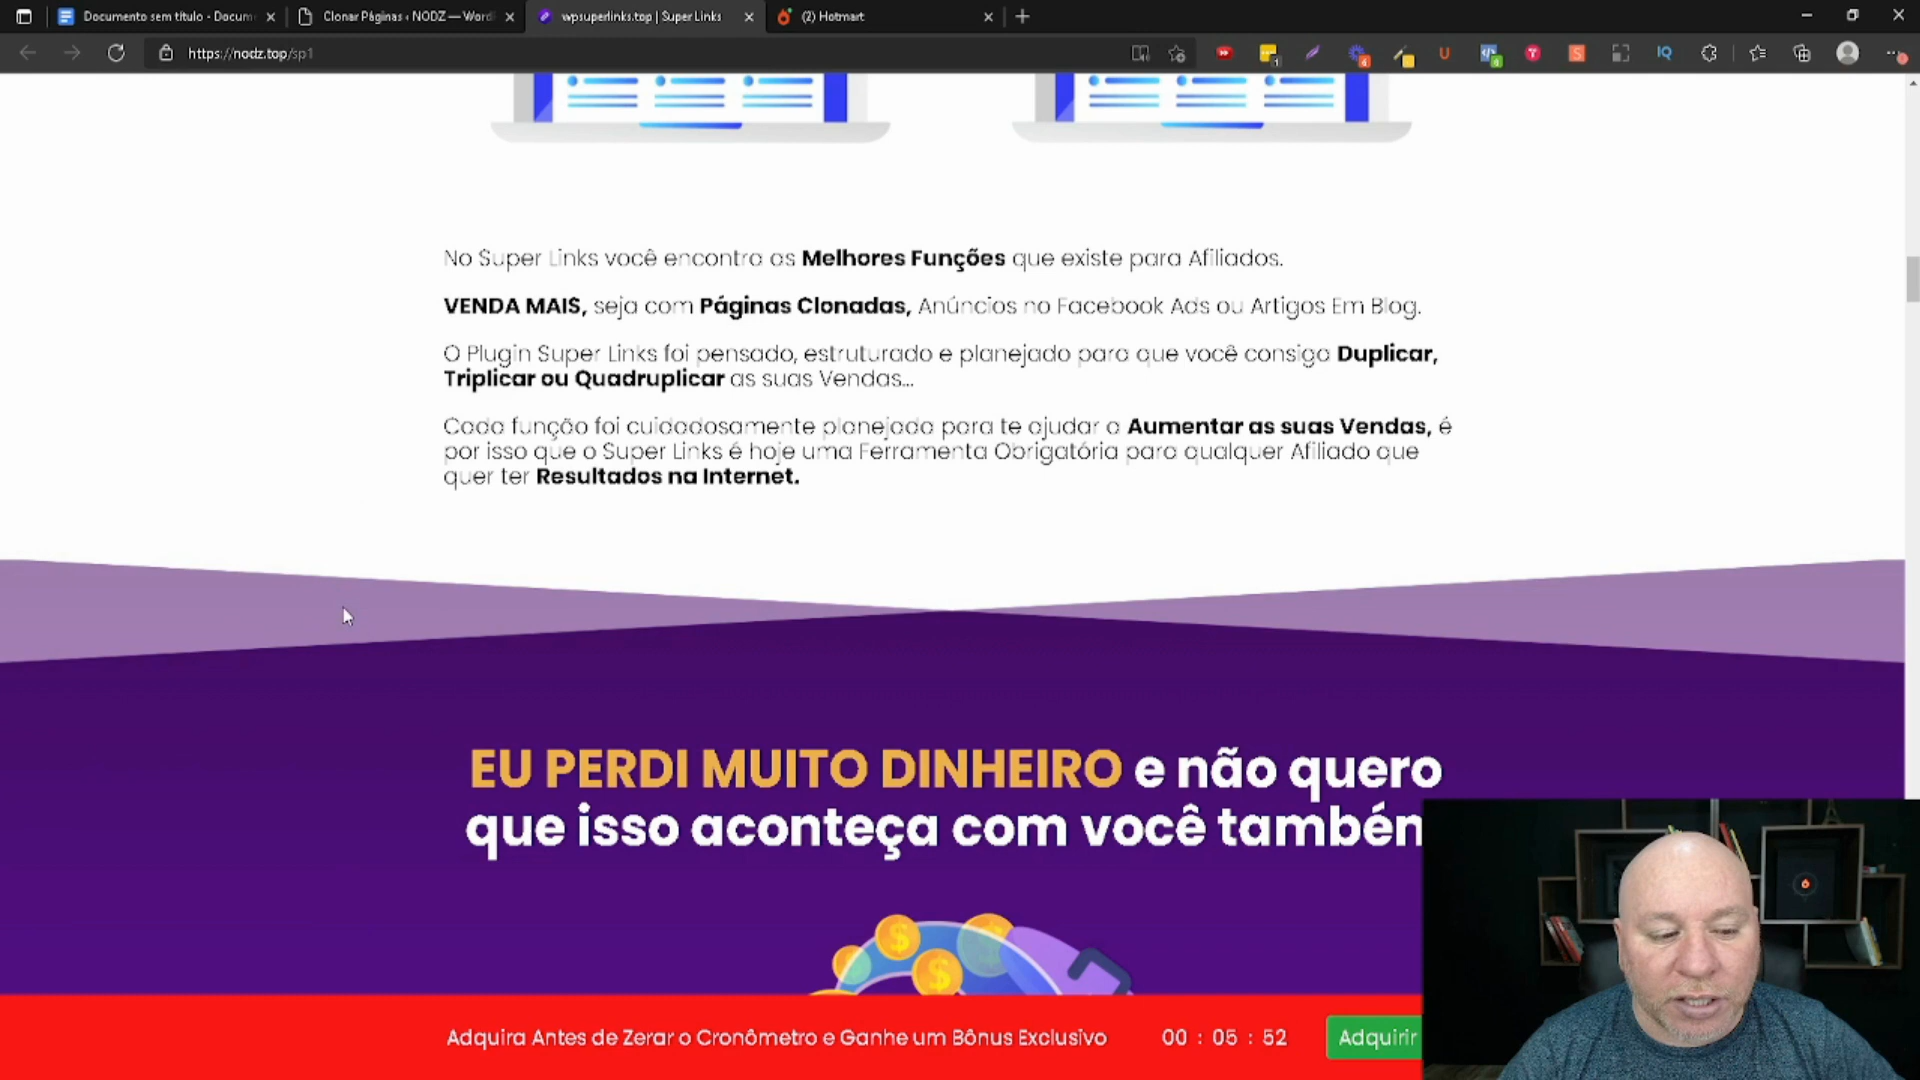 Documento sem título - Docum
Clonar Páginas ‹ NODZ — Word
wpsuperlinks.top | Super Links
(2) Hotmart
https://nodz.top/sp1
No Super Links você encontra as Melhores Funções que existe para Afiliados.
VENDA MAIS, seja com Páginas Clonadas, Anúncios no Facebook Ads ou Artigos Em Blog.
O Plugin Super Links foi pensado, estruturado e planejado para que você consiga Duplicar,
Triplicar ou Quadruplicar as suas Vendas...
Cada função foi cuidadosamente planejada para te ajudar a Aumentar as suas Vendas, é
por isso que o Super Links é hoje uma Ferramenta Obrigatória para qualquer Afiliado que
quer ter Resultados na Internet.
EU PERDI MUITO DINHEIRO e não quero
que isso aconteça com você também
Adquira Antes de Zerar o Cronômetro e Ganhe um Bônus Exclusivo 00 : 05 : 52 Adquirir